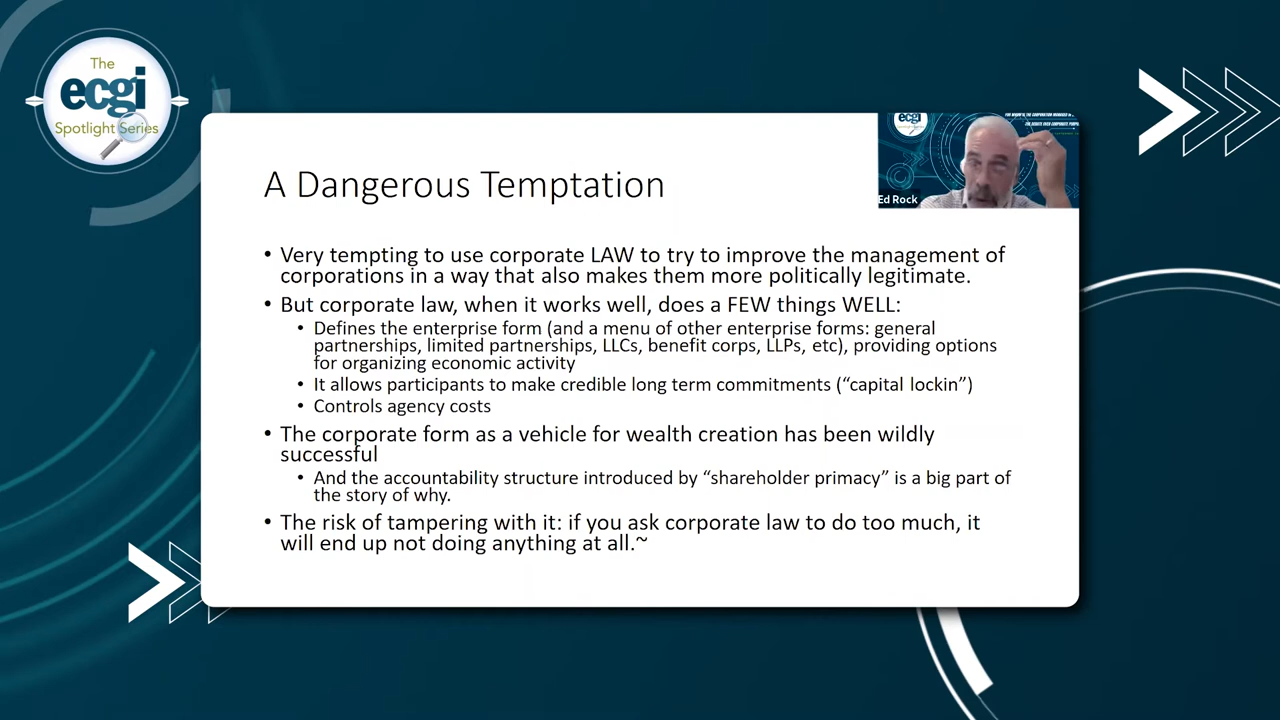 The
ecgi
Spotlight Series
ecgi
Ed Rock
A Dangerous Temptation
• Very tempting to use corporate LAW to try to improve the management of
corporations in a way that also makes them more politically legitimate.
• But corporate law, when it works well, does a FEW things WELL:
• Defines the enterprise form (and a menu of other enterprise forms: general
partnerships, limited partnerships, LLCs, benefit corps, LLPs, etc), providing options
for organizing economic activity
• It allows participants to make credible long term commitments (“capital lockin”)
• Controls agency costs
• The corporate form as a vehicle for wealth creation has been wildly
successful
• And the accountability structure introduced by “shareholder primacy” is a big part of
the story of why.
• The risk of tampering with it: if you ask corporate law to do too much, it
will end up not doing anything at all.~